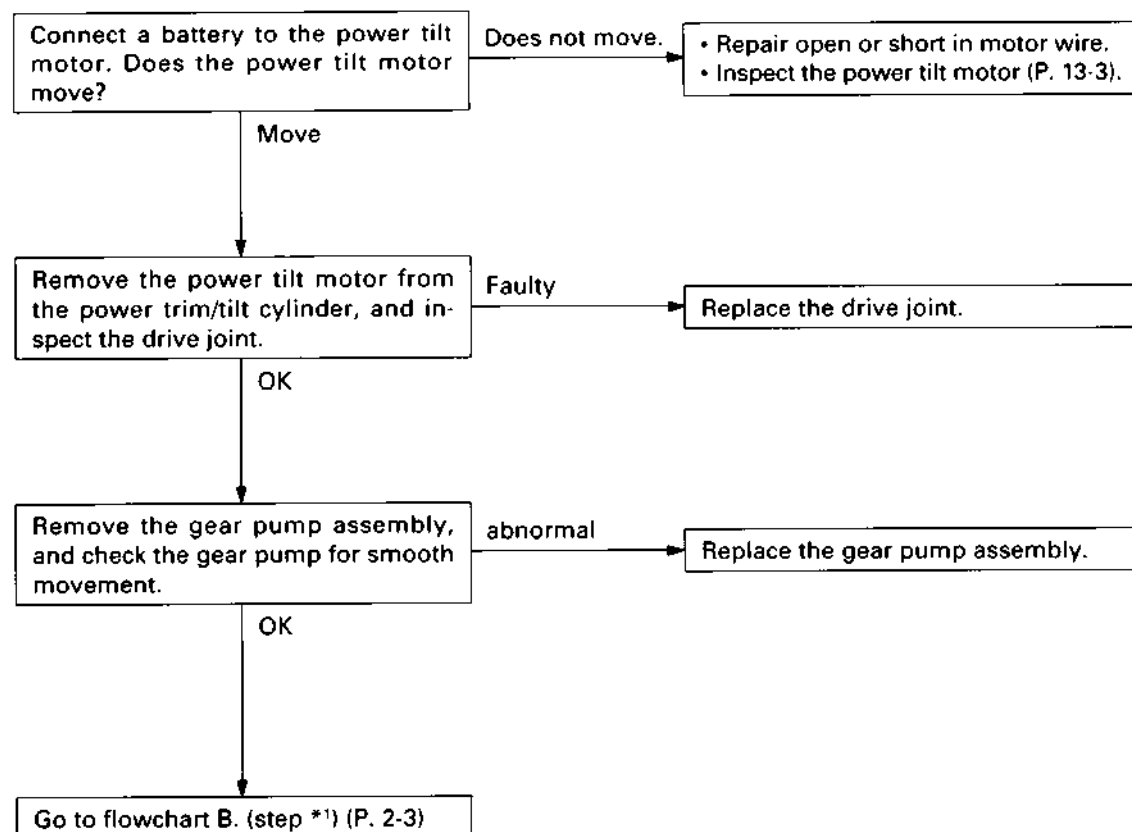 Connect a battery to the power tilt
motor. Does the power tilt motor
move?
Does not move.
• Repair open or short in motor wire.
• Inspect the power tilt motor (P. 13-3).
Move
Remove the power tilt motor from
the power trim/tilt cylinder, and in-
spect the drive joint.
Faulty
Replace the drive joint.
OK
Remove the gear pump assembly,
and check the gear pump for smooth
movement.
abnormal
Replace the gear pump assembly.
OK
Go to flowchart B. (step *¹) (P. 2-3)